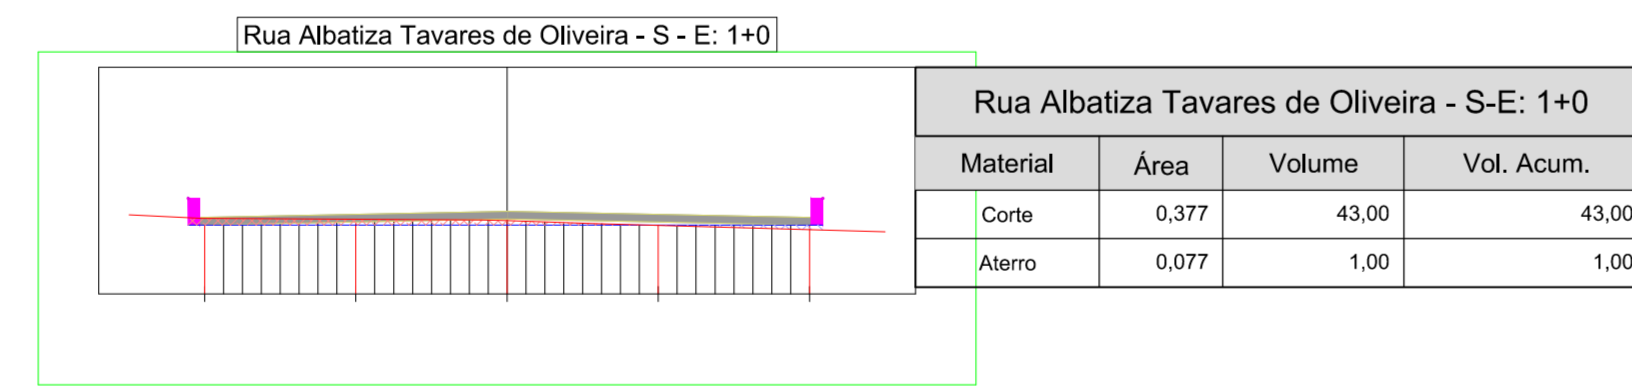 Rua Albatiza Tavares de Oliveira - S - E: 1+0
Rua Albatiza Tavares de Oliveira - S-E: 1+0
Material Área Volume Vol. Acum.
Corte 0,377 43,00 43,00
Aterro 0,077 1,00 1,00